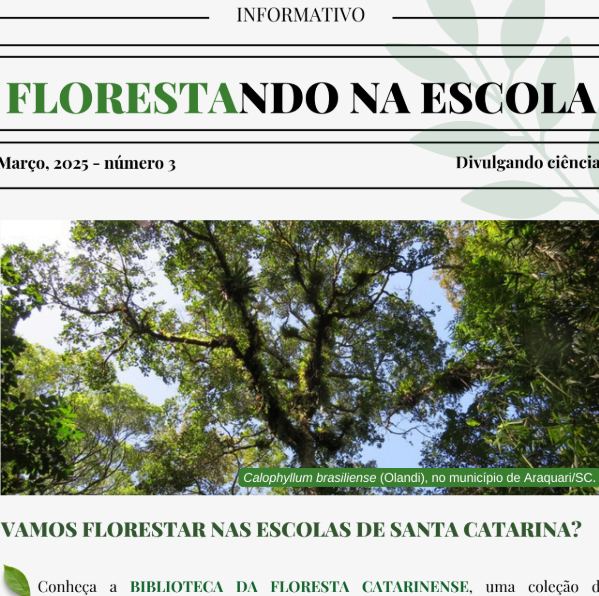 INFORMATIVO
FLORESTANDO NA ESCOLA
Março, 2025 - número 3
Divulgando ciência
Calophyllum brasiliense (Olandi), no município de Araquari/SC.
VAMOS FLORESTAR NAS ESCOLAS DE SANTA CATARINA?
Conheça a BIBLIOTECA DA FLORESTA CATARINENSE, uma coleção d